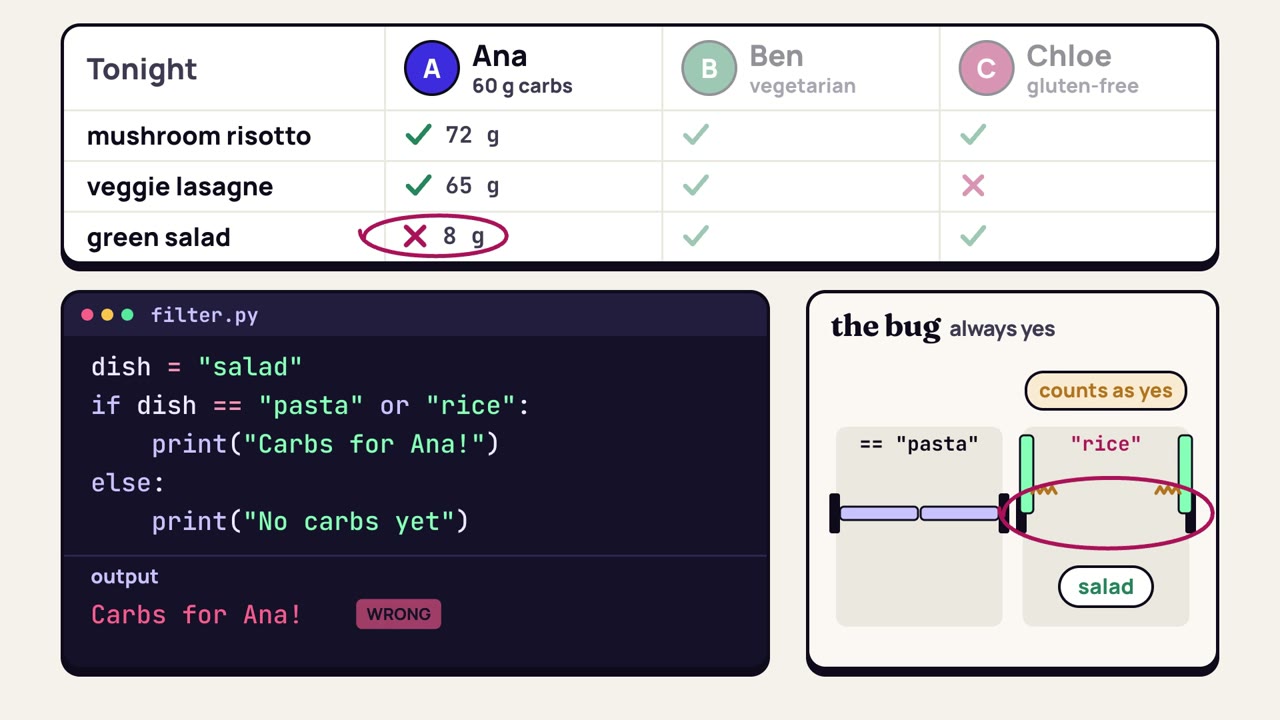 Tonight
A
Ana
60 g carbs
B
Ben
vegetarian
C
Chloe
gluten-free
mushroom risotto
72 g
veggie lasagne
65 g
green salad
8 g
filter.py
dish = "salad"
if dish == "pasta" or "rice":
    print("Carbs for Ana!")
else:
    print("No carbs yet")
output
Carbs for Ana!
WRONG
the bug always yes
counts as yes
== "pasta"
"rice"
salad